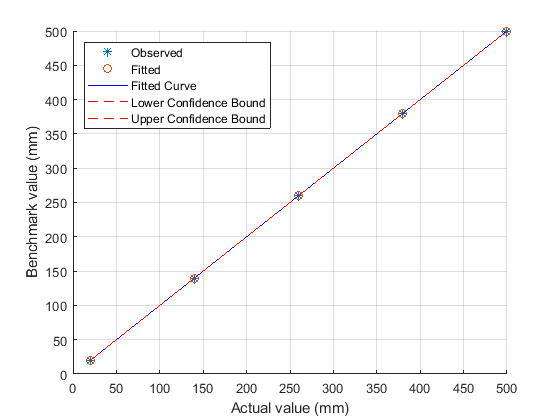 500
450
400
350
300
250
200
150
100
50
0
Benchmark value (mm)
Observed
Fitted
Fitted Curve
Lower Confidence Bound
Upper Confidence Bound
0 50 100 150 200 250 300 350 400 450 500
Actual value (mm)